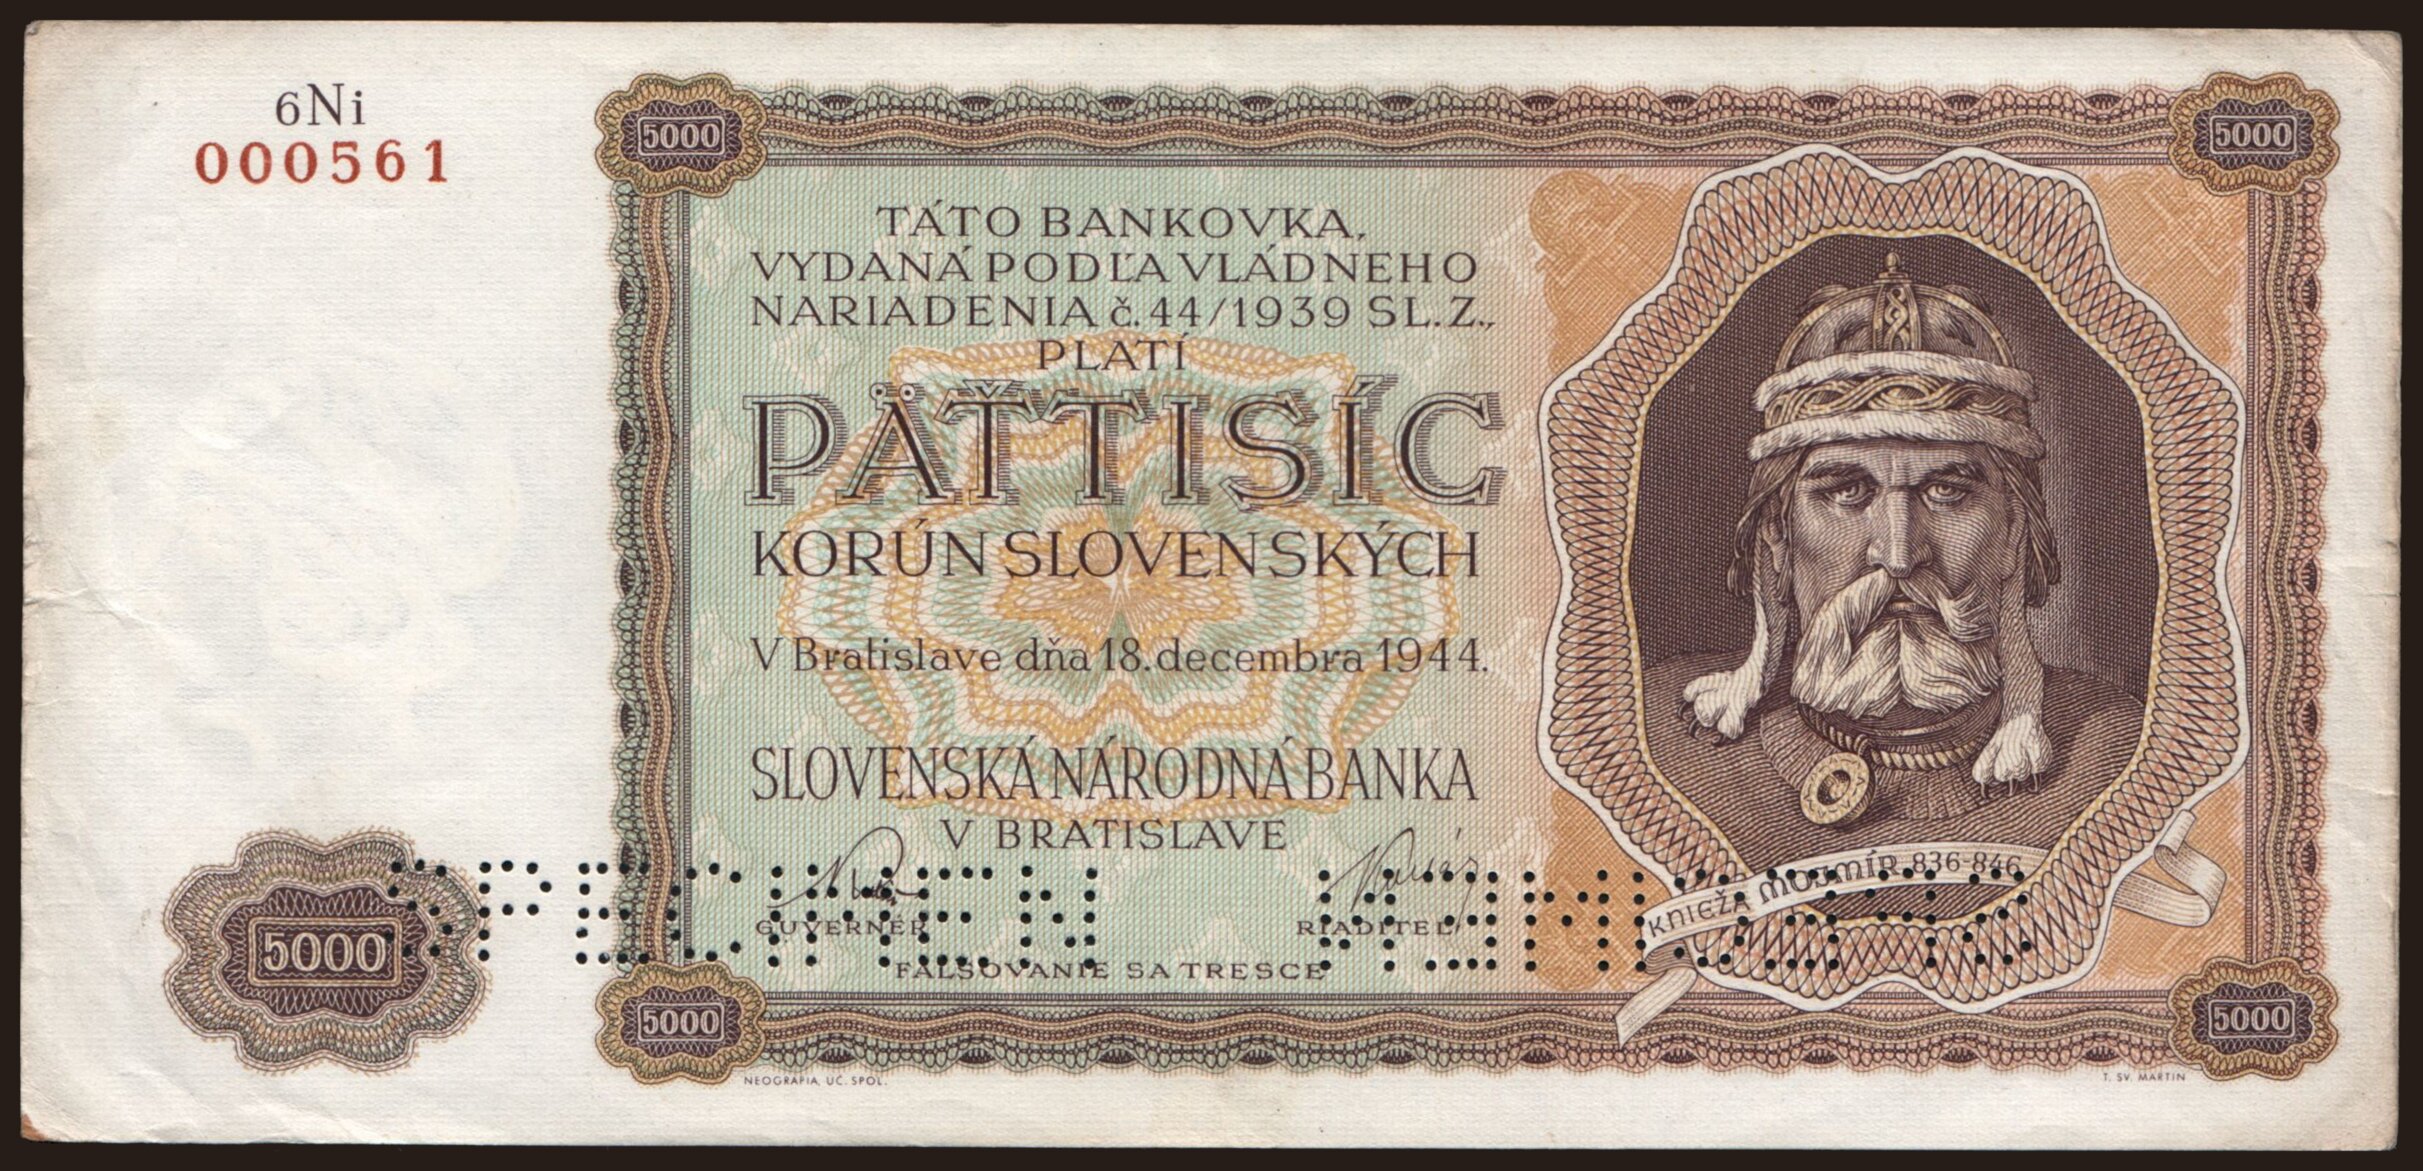 6Ni
000561
5000
5000
TÁTO BANKOVKA,
VYDANÁ PODĽA VLÁDNEHO
NARIADENIA č. 44/1939 SL. Z.,
PLATÍ
PÄŤTISÍC
KORÚN SLOVENSKÝCH
V Bratislave dňa 18. decembra 1944.
SLOVENSKÁ NÁRODNÁ BANKA
V BRATISLAVE
GUVERNÉR
RIADITEĽ
FALŠOVANIE SA TRESCE
SPECIMEN
KNIEŽA MOJMÍR 836-846
5000
5000
5000
NEOGRAFIA, UČ. SPOL.
T. SV. MARTIN